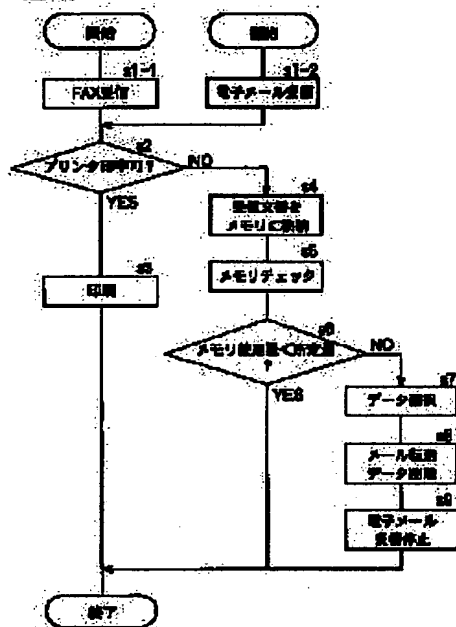 開始
開始
s1-1
s1-2
FAX受信
電子メール受信
s2
プリンタ印字可?
NO
YES
s4
受信文書を
メモリに格納
s3
印刷
s5
メモリチェック
s6
メモリ使用量<所定量
?
NO
YES
s7
データ選択
s8
メール転送
データ削除
s9
電子メール
受信停止
終了